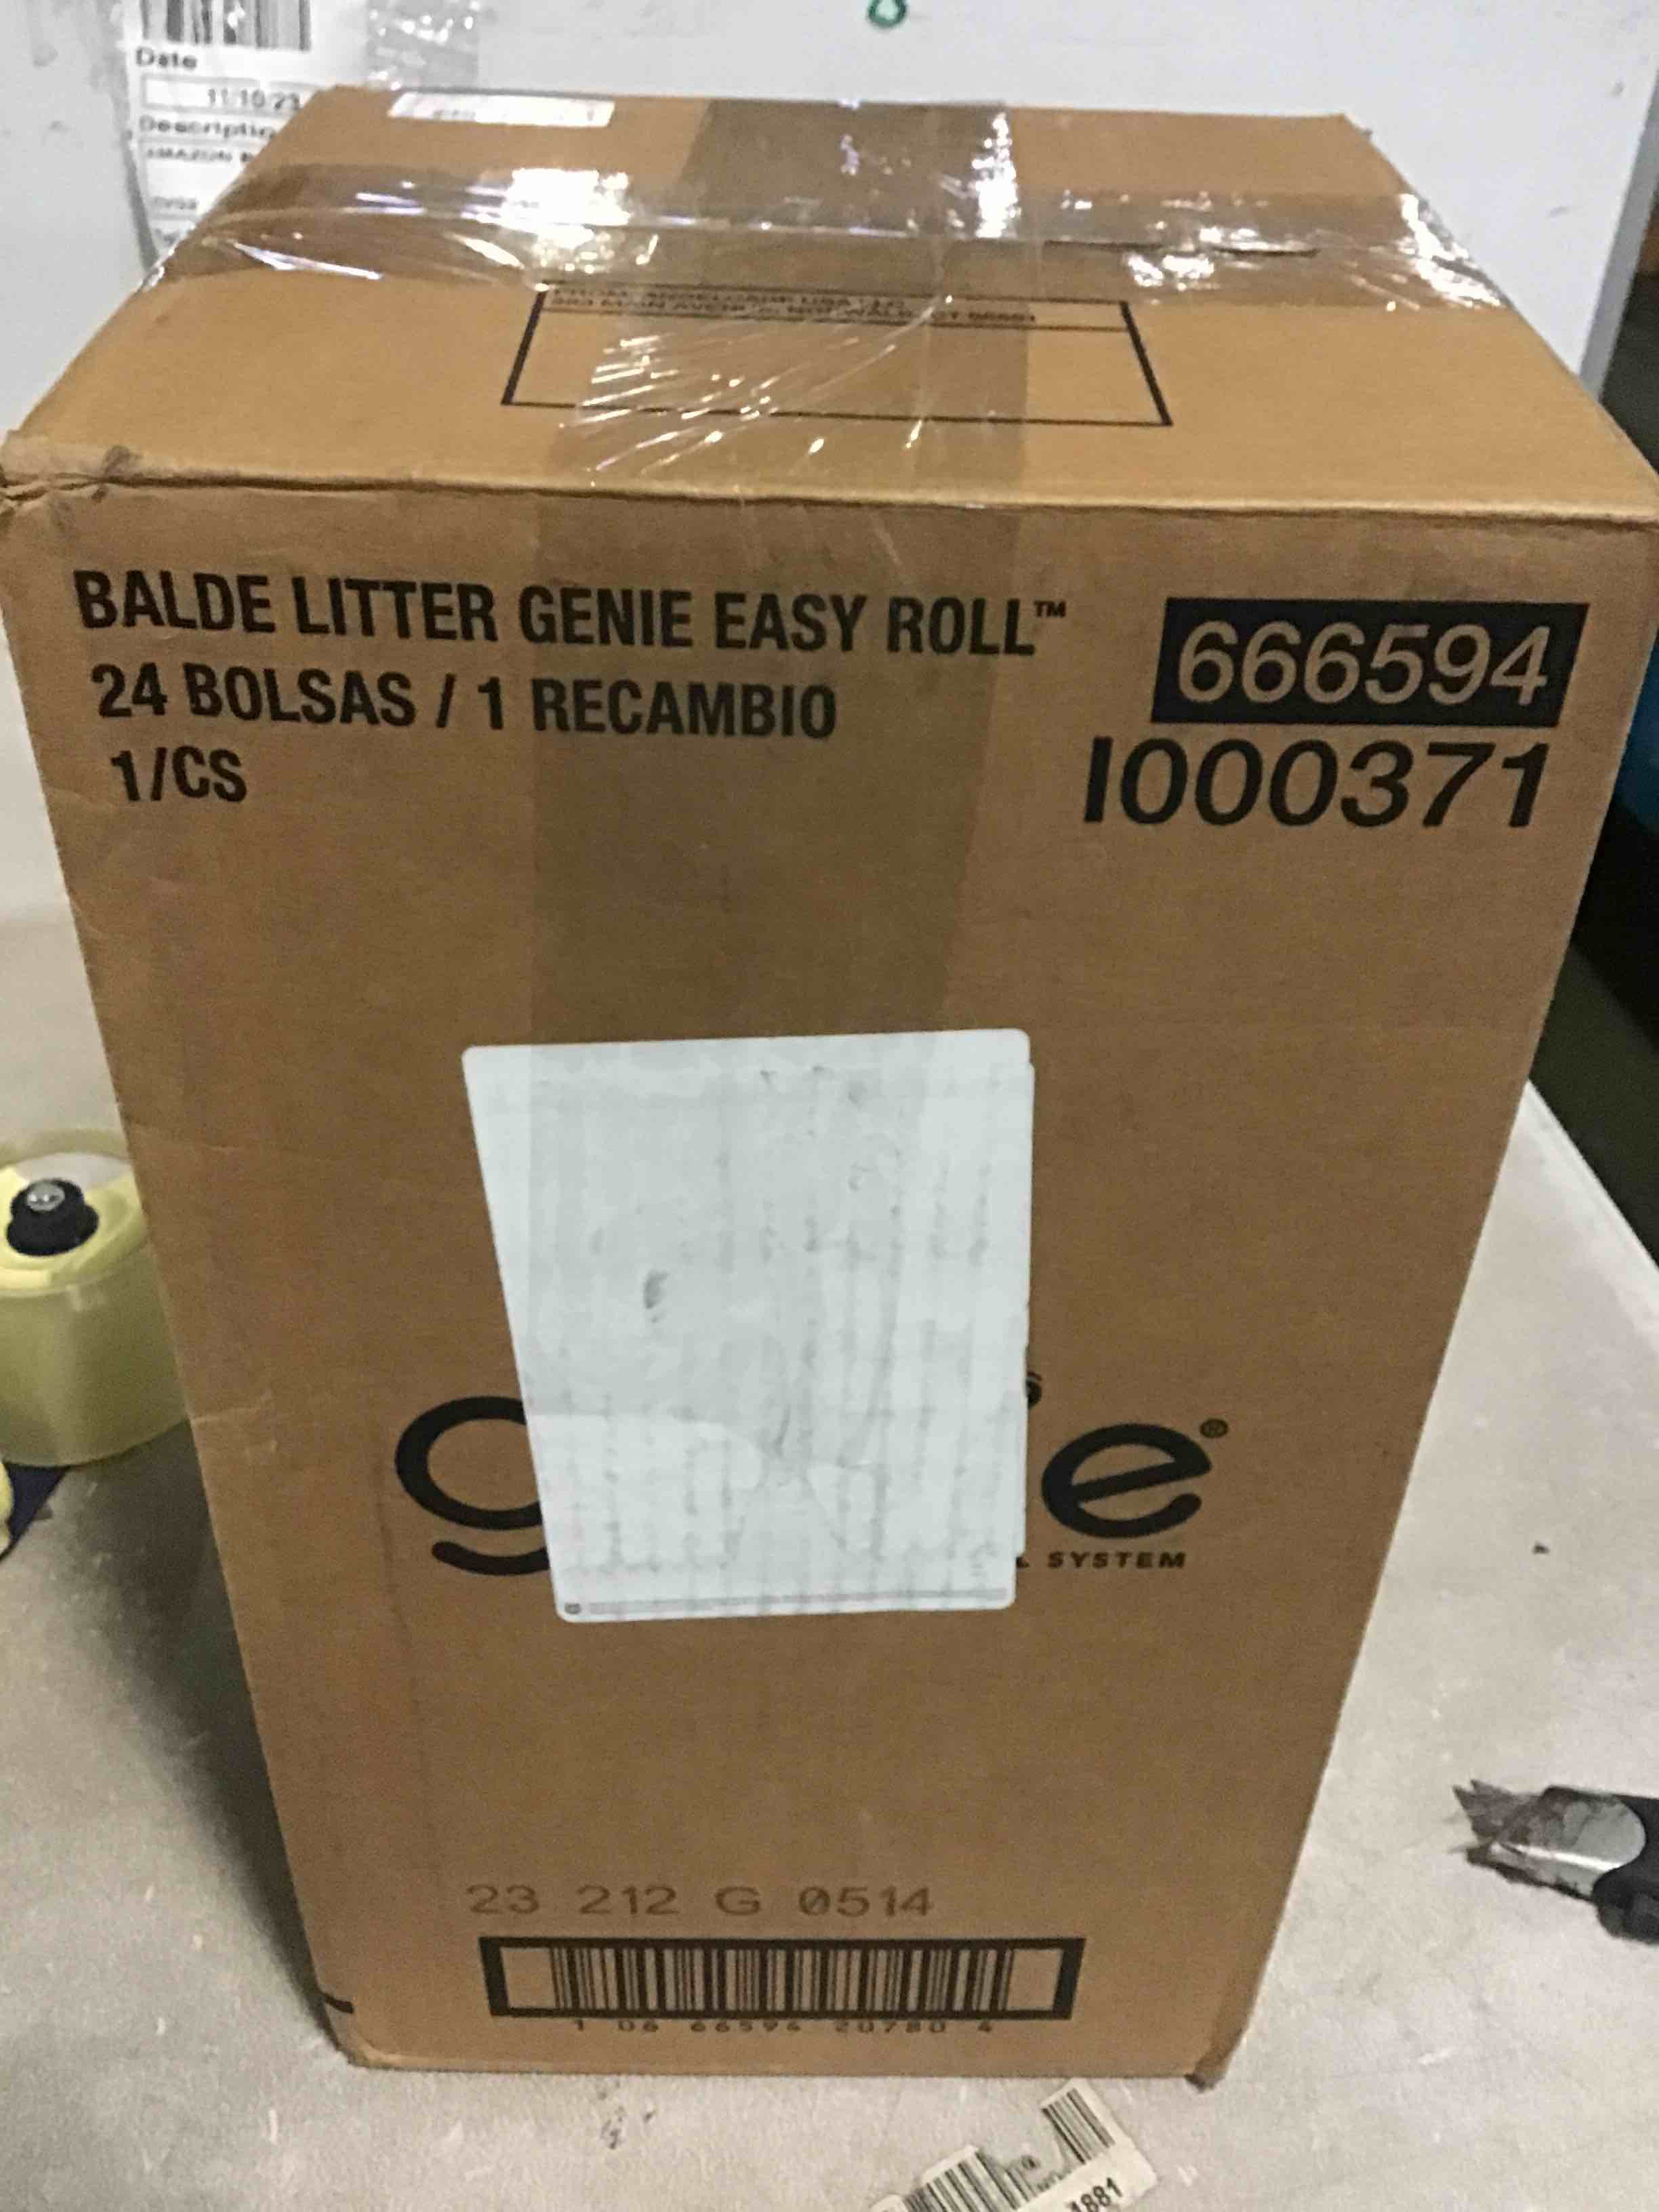 Date
11 10 23
Description
AMAZON
BALDE LITTER GENIE EASY ROLL™
24 BOLSAS / 1 RECAMBIO
1/CS
666594
I000371
e®
SYSTEM
23 212 G 0514
1 06 66594 20780 4
1881